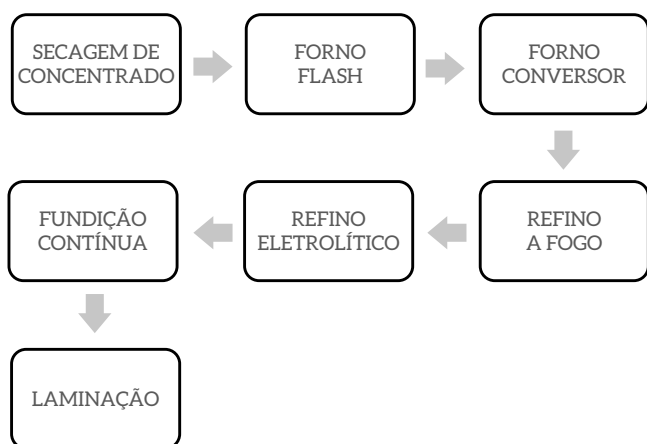 SECAGEM DE
CONCENTRADO
FORNO
FLASH
FORNO
CONVERSOR
REFINO
A FOGO
REFINO
ELETROLÍTICO
FUNDIÇÃO
CONTÍNUA
LAMINAÇÃO